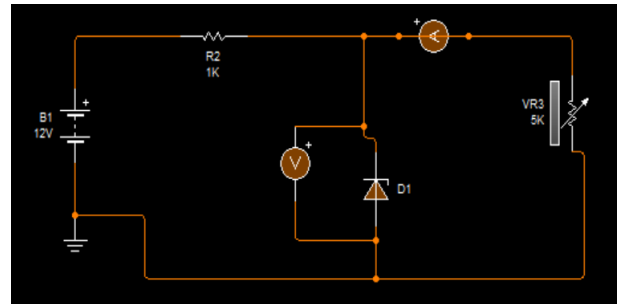 R2
1K
B1
12V
+
+
A
VR3
5K
+
V
D1